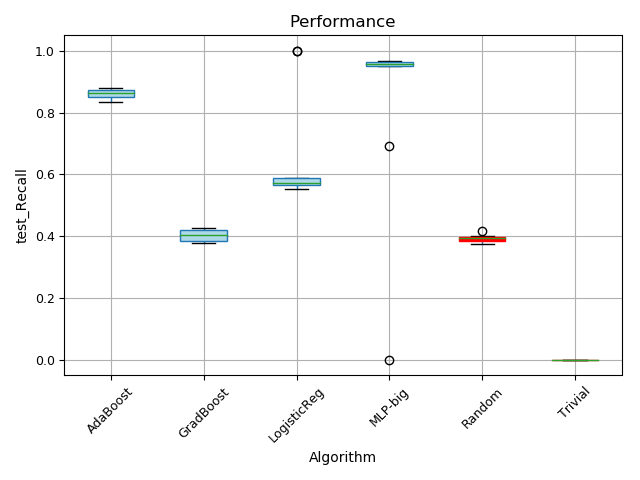 Performance
test_Recall
1.0
0.8
0.6
0.4
0.2
0.0
AdaBoost
GradBoost
LogisticReg
MLP-big
Random
Trivial
Algorithm